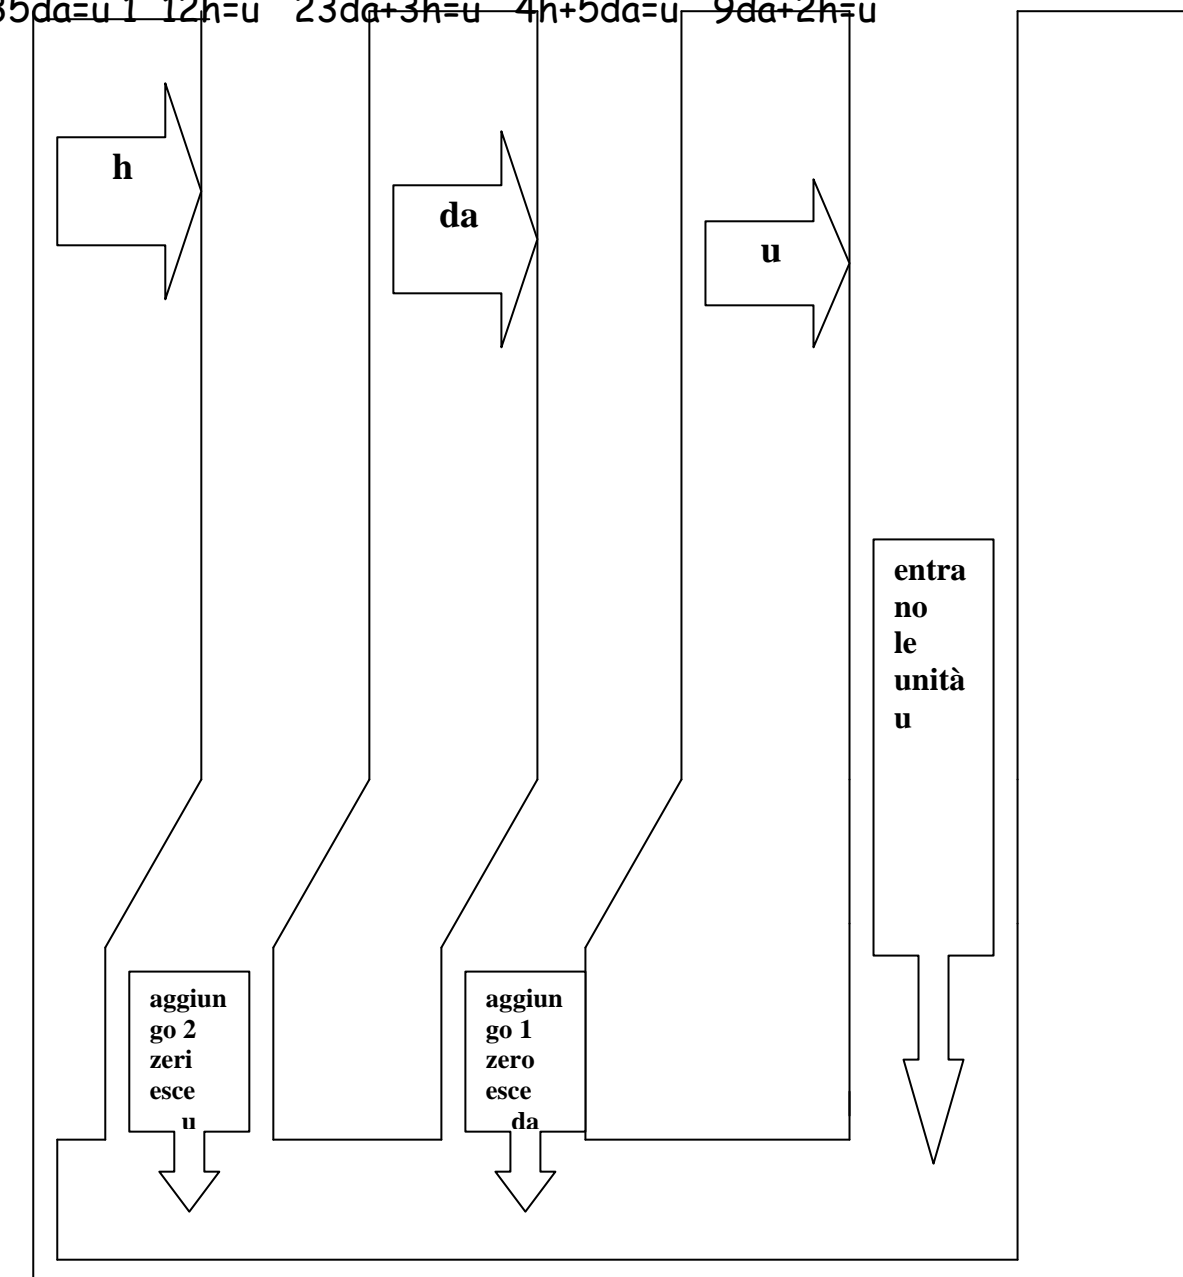 35da=u 1  12h=u   23da+3h=u   4h+5da=u   9da+2h=u
h
da
u
entra
no
le
unità
u
aggiun
go 2
zeri
esce
u
aggiun
go 1
zero
esce
da